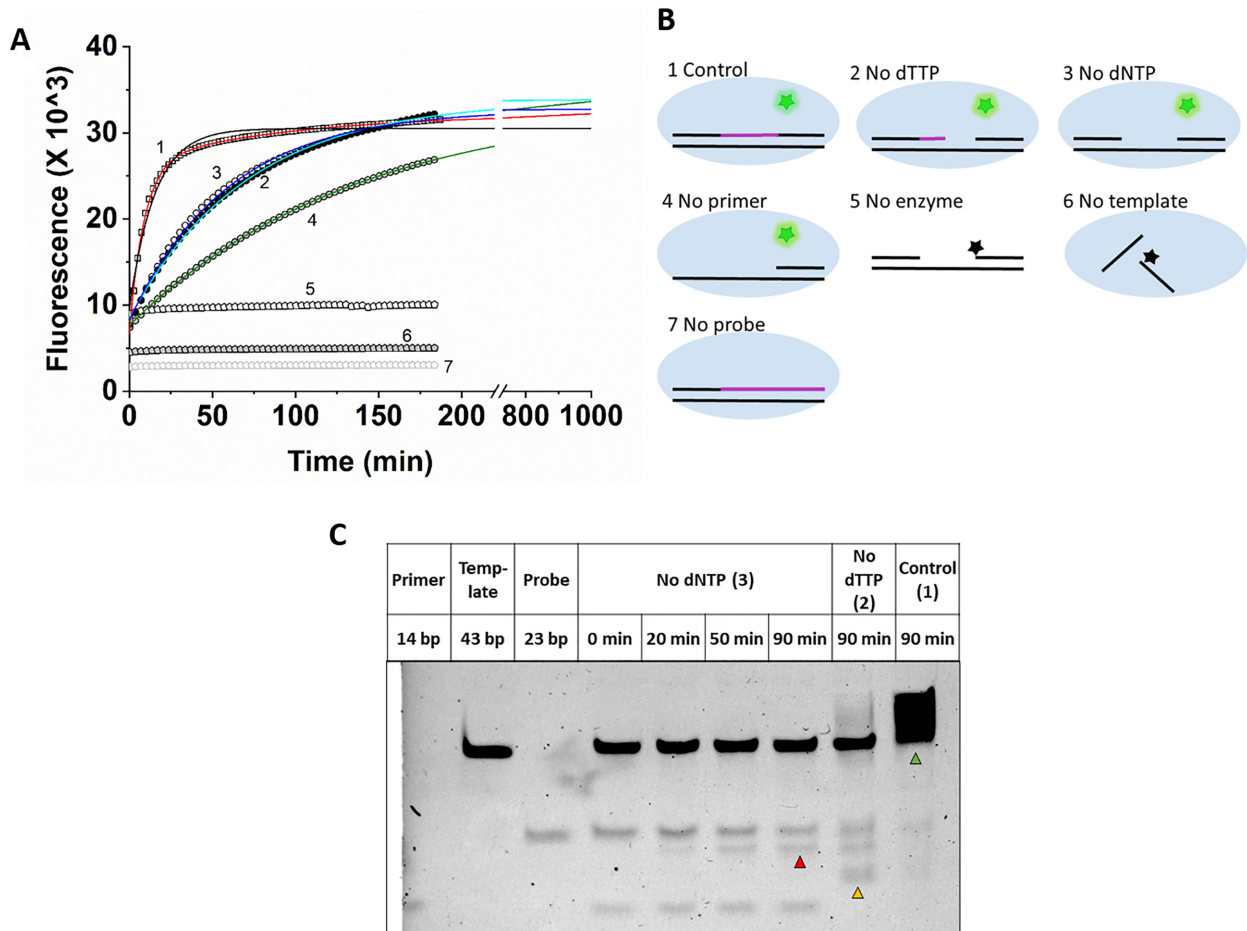 A
Fluorescence (X 10^3)
40
30
20
10
0
1
3
2
4
5
6
7
0 50 100 150 200 800 1000
Time (min)
B
1 Control
2 No dTTP
3 No dNTP
4 No primer
5 No enzyme
6 No template
7 No probe
C
Primer
Temp-
late
Probe
No dNTP (3)
No
dTTP
(2)
Control
(1)
14 bp 43 bp 23 bp 0 min 20 min 50 min 90 min 90 min 90 min